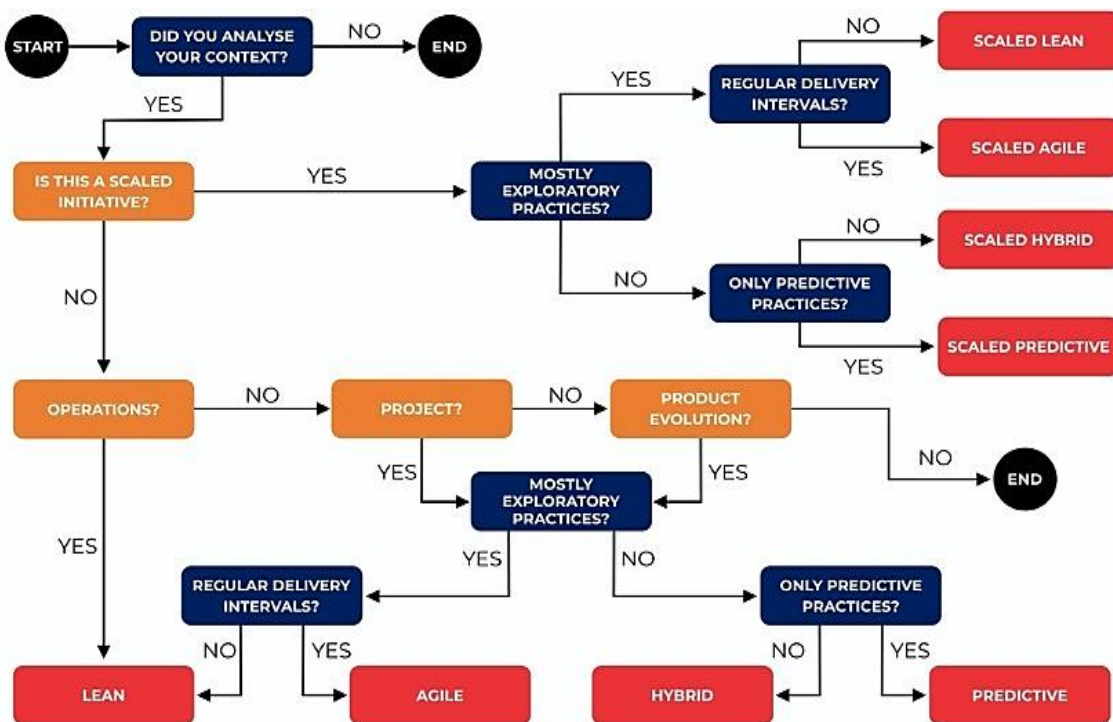 START
DID YOU ANALYSE
YOUR CONTEXT?
NO
END
YES
IS THIS A SCALED
INITIATIVE?
YES
MOSTLY
EXPLORATORY
PRACTICES?
YES
REGULAR DELIVERY
INTERVALS?
NO
SCALED LEAN
YES
SCALED AGILE
NO
ONLY PREDICTIVE
PRACTICES?
NO
SCALED HYBRID
YES
SCALED PREDICTIVE
NO
OPERATIONS?
NO
PROJECT?
NO
PRODUCT
EVOLUTION?
NO
END
YES
YES
MOSTLY
EXPLORATORY
PRACTICES?
YES
YES
REGULAR DELIVERY
INTERVALS?
NO
LEAN
YES
AGILE
NO
ONLY PREDICTIVE
PRACTICES?
NO
HYBRID
YES
PREDICTIVE